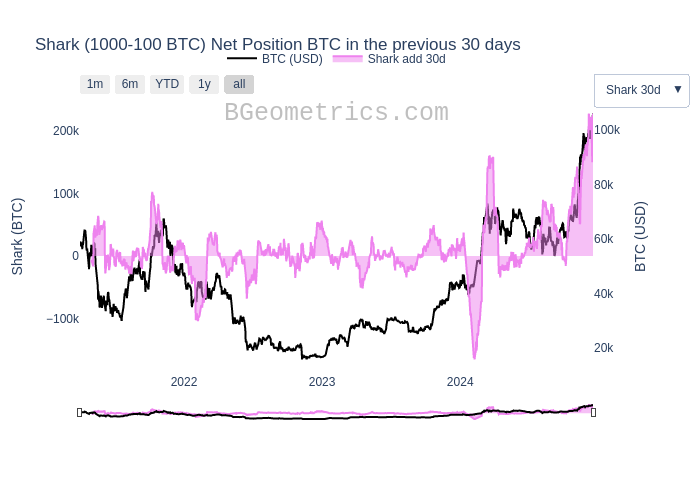 Shark (1000-100 BTC) Net Position BTC in the previous 30 days
BTC (USD) Shark add 30d
1m 6m YTD 1y all
Shark 30d ▼
BGeometrics.com
200k
100k
0
−100k
Shark (BTC)
100k
80k
60k
40k
20k
BTC (USD)
2022 2023 2024